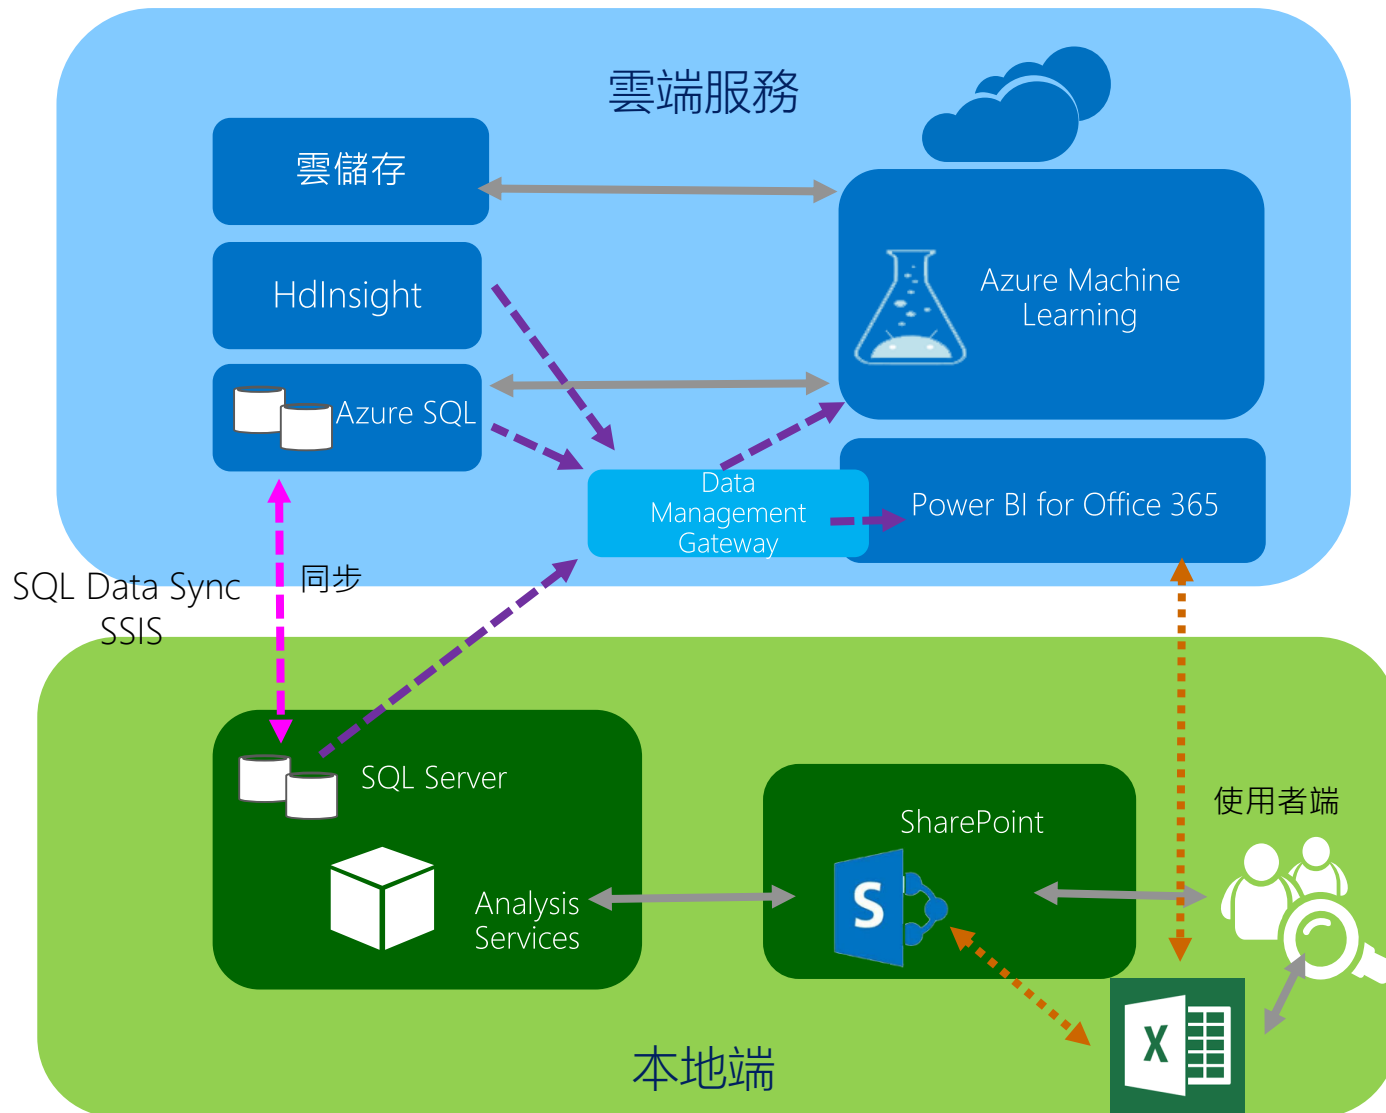 雲端服務
雲儲存
HdInsight
Azure SQL
Azure Machine
Learning
Data
Management
Gateway
Power BI for Office 365
SQL Data Sync
SSIS
同步
SQL Server
Analysis
Services
SharePoint
S
使用者端
X
本地端